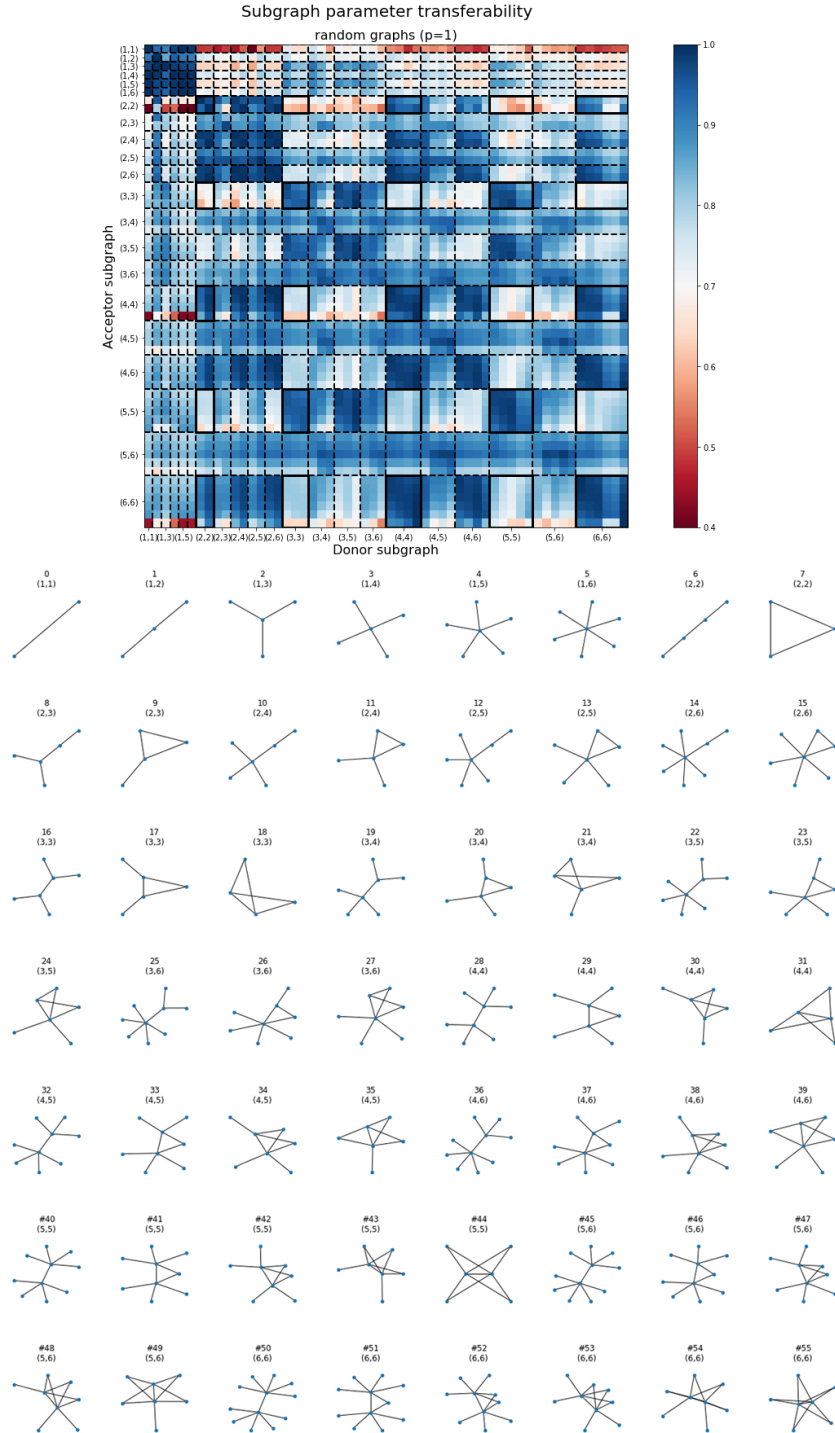 Subgraph parameter transferability
random graphs (p=1)
Acceptor subgraph
(1,1)
(1,2)
(1,3)
(1,4)
(1,5)
(1,6)
(2,2)
(2,3)
(2,4)
(2,5)
(2,6)
(3,3)
(3,4)
(3,5)
(3,6)
(4,4)
(4,5)
(4,6)
(5,5)
(5,6)
(6,6)
(1,1)(1,3) (1,5) (2,2)(2,3) (2,4) (2,5) (2,6) (3,3) (3,4) (3,5) (3,6) (4,4) (4,5) (4,6) (5,5) (5,6) (6,6)
Donor subgraph
1.0
0.9
0.8
0.7
0.6
0.5
0.4
0 1 2 3 4 5 6 7
(1,1) (1,2) (1,3) (1,4) (1,5) (1,6) (2,2) (2,2)
8 9 10 11 12 13 14 15
(2,3) (2,3) (2,4) (2,4) (2,5) (2,5) (2,6) (2,6)
16 17 18 19 20 21 22 23
(3,3) (3,3) (3,3) (3,4) (3,4) (3,4) (3,5) (3,5)
24 25 26 27 28 29 30 31
(3,5) (3,6) (3,6) (3,6) (4,4) (4,4) (4,4) (4,4)
32 33 34 35 36 37 38 39
(4,5) (4,5) (4,5) (4,5) (4,6) (4,6) (4,6) (4,6)
#40 #41 #42 #43 #44 #45 #46 #47
(5,5) (5,5) (5,5) (5,5) (5,5) (5,6) (5,6) (5,6)
#48 #49 #50 #51 #52 #53 #54 #55
(5,6) (5,6) (6,6) (6,6) (6,6) (6,6) (6,6) (6,6)